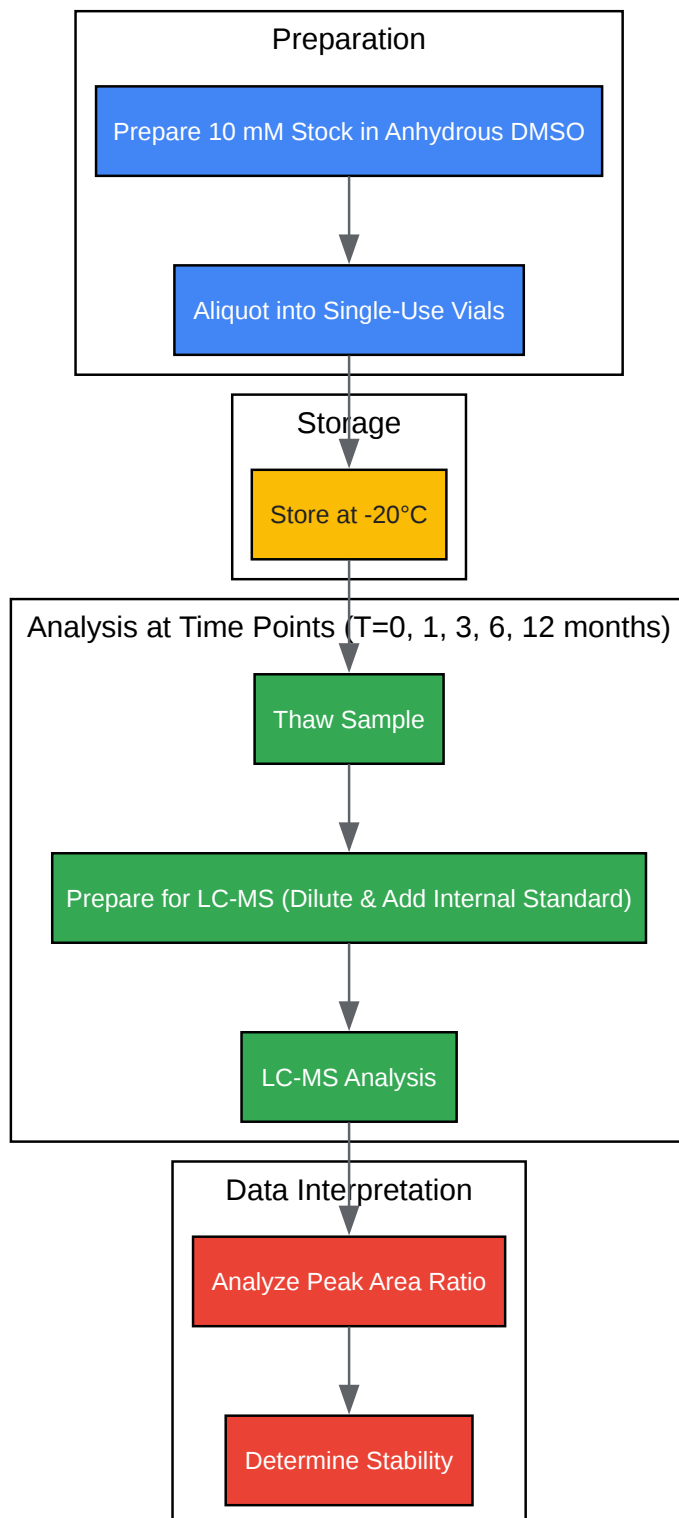 Preparation
Prepare 10 mM Stock in Anhydrous DMSO
Aliquot into Single-Use Vials
Storage
Store at -20°C
Analysis at Time Points (T=0, 1, 3, 6, 12 months)
Thaw Sample
Prepare for LC-MS (Dilute & Add Internal Standard)
LC-MS Analysis
Data Interpretation
Analyze Peak Area Ratio
Determine Stability